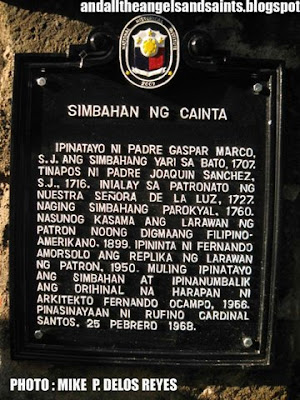 andalltheangelsandsaints.blogspot
2007
SIMBAHAN NG CAINTA
IPINATAYO NI PADRE GASPAR MARCO,
S.J. ANG SIMBAHANG YARI SA BATO, 1707.
TINAPOS NI PADRE JOAQUIN SANCHEZ,
S.J., 1716. INIALAY SA PATRONATO NG
NUESTRA SEÑORA DE LA LUZ, 1727.
NAGING SIMBAHANG PAROKYAL, 1760.
NASUNOG KASAMA ANG LARAWAN NG
PATRON NOONG DIGMAANG FILIPINO-
AMERIKANO, 1899. IPININTA NI FERNANDO
AMORSOLO ANG REPLIKA NG LARAWAN
NG PATRON, 1950. MULING IPINATAYO
ANG SIMBAHAN AT IPINANUMBALIK
ANG ORIHINAL NA HARAPAN NI
ARKITEKTO FERNANDO OCAMPO, 1966.
PINASINAYAAN NI RUFINO CARDINAL
SANTOS, 25 PEBRERO 1968.
PHOTO : MIKE P. DELOS REYES